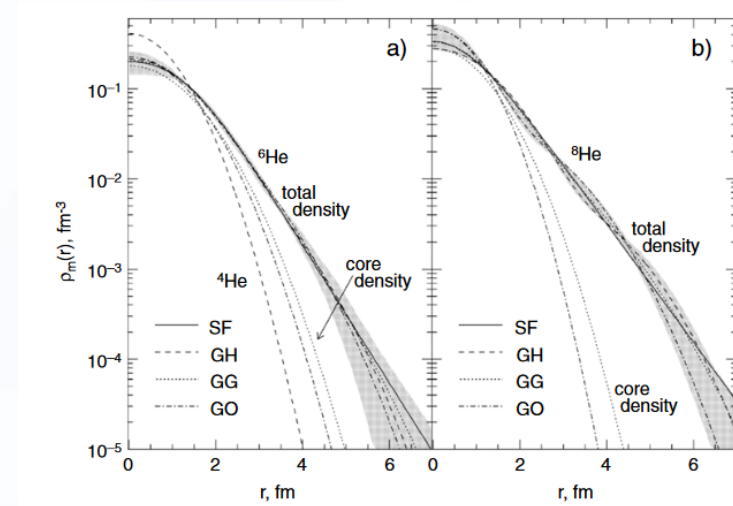 a)
10⁻¹
10⁻²
10⁻³
10⁻⁴
10⁻⁵
ρm(r), fm-3
⁶He
total
density
⁴He
core
density
SF
GH
GG
GO
0
2
4
6
r, fm
b)
⁸He
total
density
SF
GH
GG
GO
core
density
0
2
4
6
r, fm